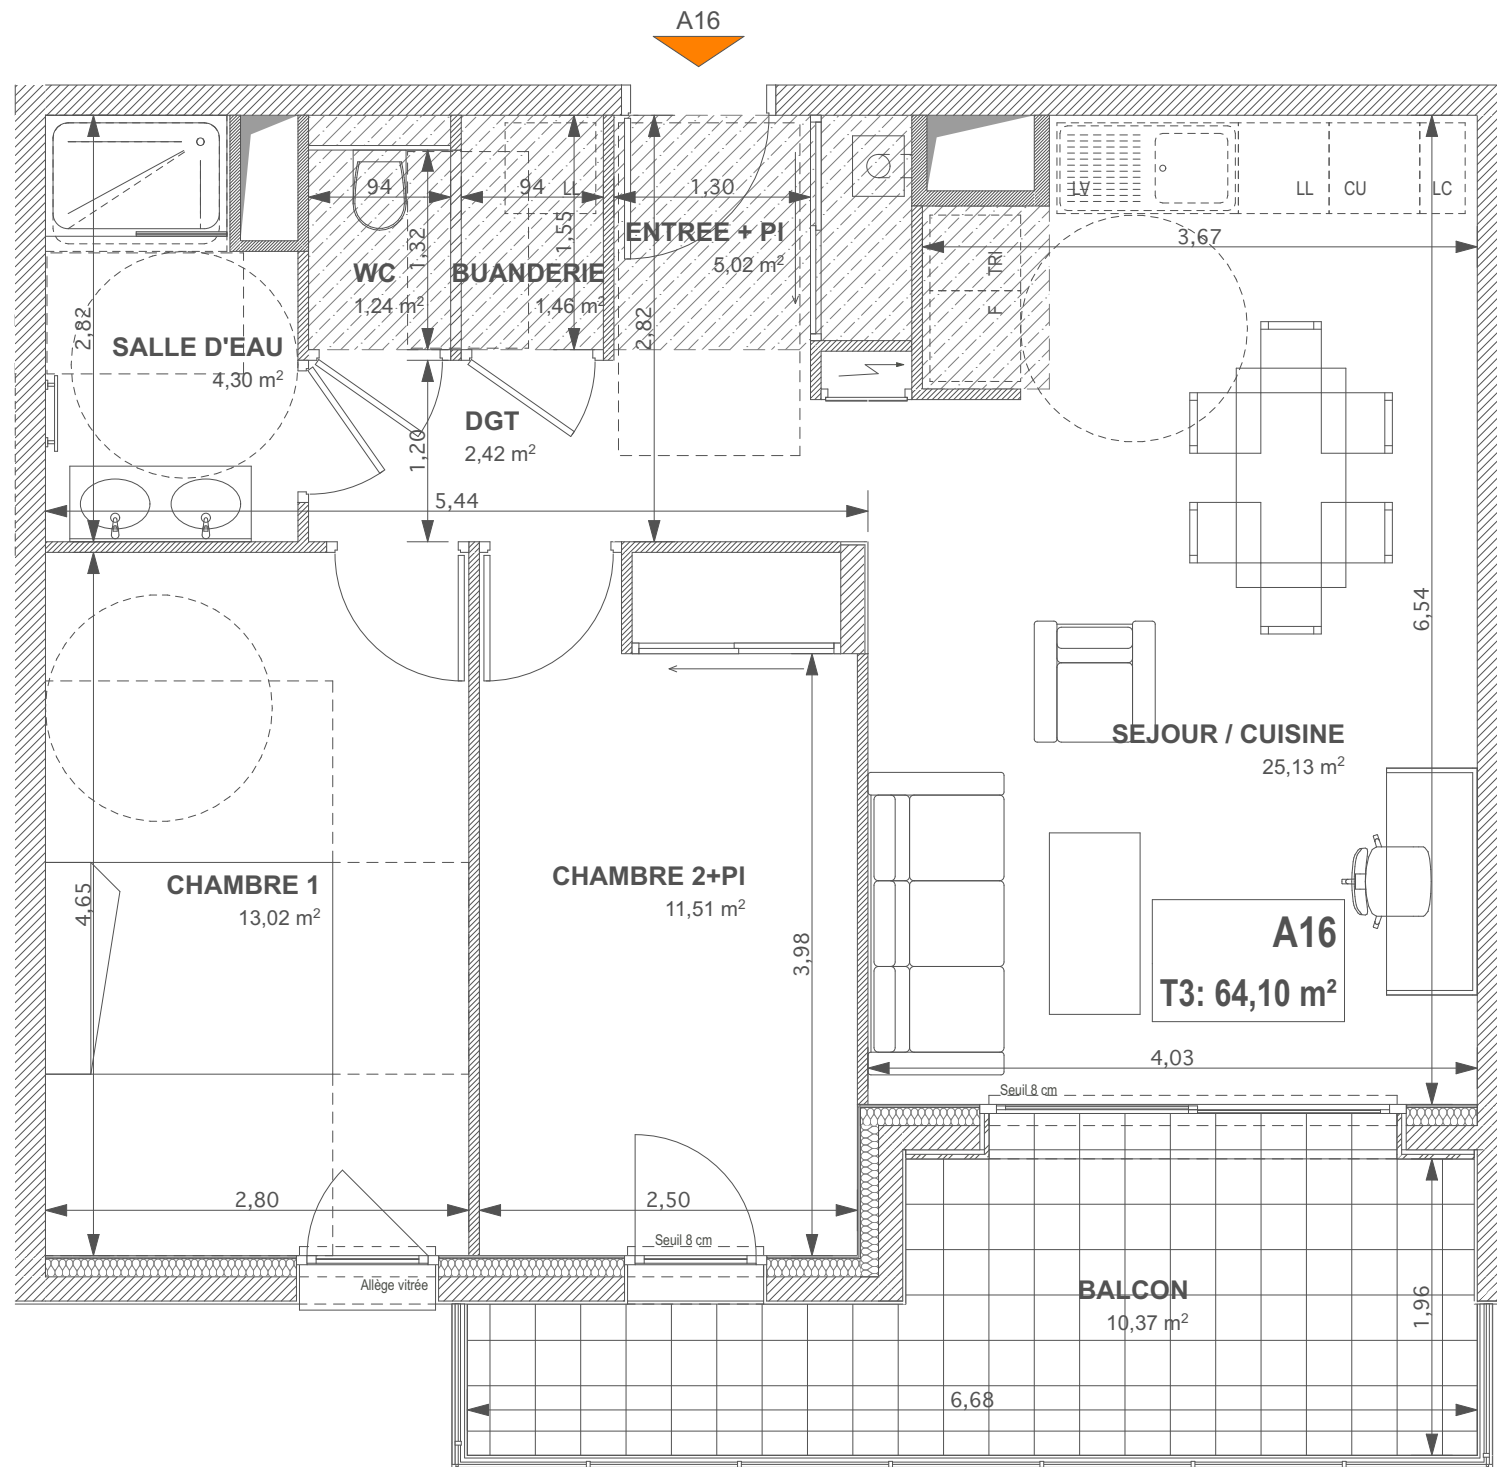 A16
94
94
LL
1,30
LV
LL
CU
LC
1,32
1,55
ENTREE + PI
5,02 m²
3,67
WC
1,24 m²
BUANDERIE
1,46 m²
TRI
F
2,82
2,82
SALLE D'EAU
4,30 m²
DGT
2,42 m²
1,20
5,44
6,54
SEJOUR / CUISINE
25,13 m²
CHAMBRE 1
13,02 m²
4,65
CHAMBRE 2+PI
11,51 m²
3,98
A16
T3: 64,10 m²
4,03
Seuil 8 cm
2,80
2,50
Seuil 8 cm
Allège vitrée
BALCON
10,37 m²
1,96
6,68